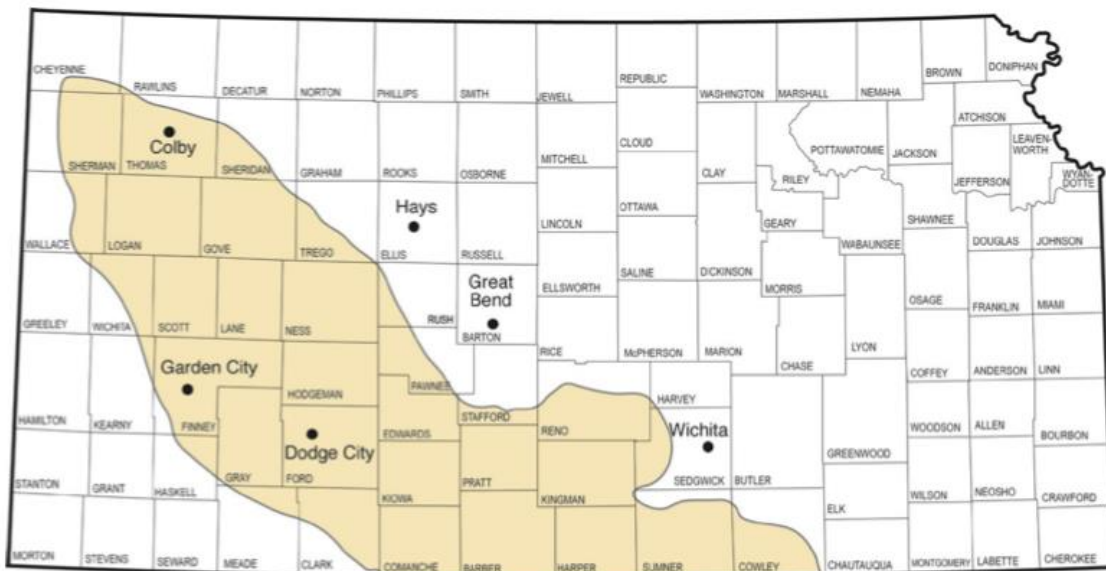 CHEYENNE
RAWLINS
DECATUR
NORTON
PHILLIPS
SMITH
JEWELL
REPUBLIC
WASHINGTON
MARSHALL
NEMAHA
BROWN
DONIPHAN
ATCHISON
Colby
SHERMAN
THOMAS
SHERIDAN
GRAHAM
ROOKS
OSBORNE
MITCHELL
CLOUD
CLAY
RILEY
POTTAWATOMIE
JACKSON
JEFFERSON
LEAVEN-
WORTH
WYAN-
DOTTE
Hays
WALLACE
LOGAN
GOVE
TREGO
ELLIS
RUSSELL
LINCOLN
OTTAWA
GEARY
WABAUNSEE
SHAWNEE
DOUGLAS
JOHNSON
Great
Bend
ELLSWORTH
SALINE
DICKINSON
MORRIS
OSAGE
FRANKLIN
MIAMI
GREELEY
WICHITA
SCOTT
LANE
NESS
RUSH
BARTON
RICE
McPHERSON
MARION
CHASE
LYON
COFFEY
ANDERSON
LINN
Garden City
HAMILTON
KEARNY
FINNEY
HODGEMAN
PAWNEE
STAFFORD
EDWARDS
RENO
HARVEY
Wichita
WOODSON
ALLEN
BOURBON
Dodge City
STANTON
GRANT
HASKELL
GRAY
FORD
KIOWA
PRATT
KINGMAN
SEDGWICK
BUTLER
GREENWOOD
ELK
WILSON
NEOSHO
CRAWFORD
MORTON
STEVENS
SEWARD
MEADE
CLARK
COMANCHE
BARBER
HARPER
SUMNER
COWLEY
CHAUTAUQUA
MONTGOMERY
LABETTE
CHEROKEE